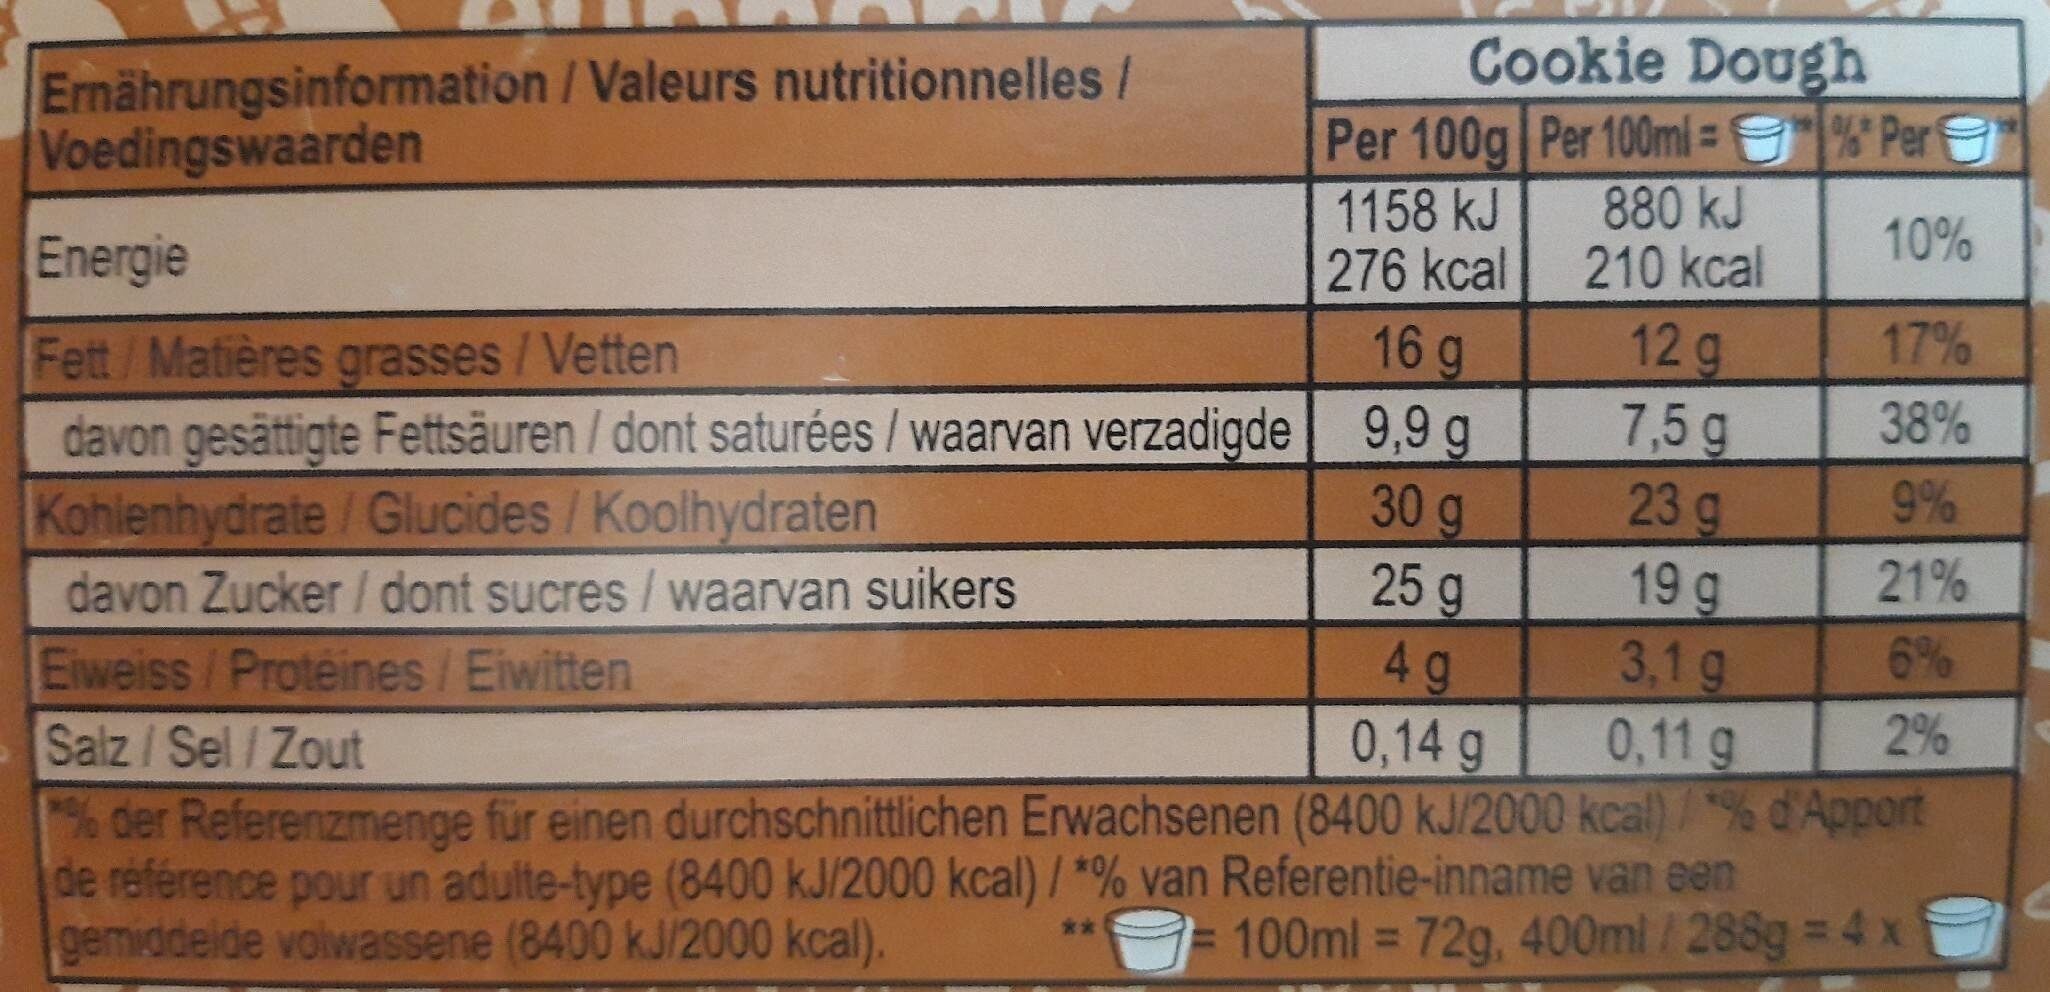 Cookie Dough
Ernährungsinformation / Valeurs nutritionnelles /
Voedingswaarden
Per 100g Per 100ml = ** %* Per **
Energie 1158 kJ 276 kcal 880 kJ 210 kcal 10%
Fett / Matières grasses / Vetten 16 g 12 g 17%
davon gesättigte Fettsäuren / dont saturées / waarvan verzadigde 9,9 g 7,5 g 38%
Kohlenhydrate / Glucides / Koolhydraten 30 g 23 g 9%
davon Zucker / dont sucres / waarvan suikers 25 g 19 g 21%
Eiweiss / Protéines / Eiwitten 4 g 3,1 g 6%
Salz / Sel / Zout 0,14 g 0,11 g 2%
*% der Referenzmenge für einen durchschnittlichen Erwachsenen (8400 kJ/2000 kcal) / *% d'Apport
de référence pour un adulte-type (8400 kJ/2000 kcal) / *% van Referentie-inname van een
gemiddelde volwassene (8400 kJ/2000 kcal). ** = 100ml = 72g, 400ml / 288g = 4 x